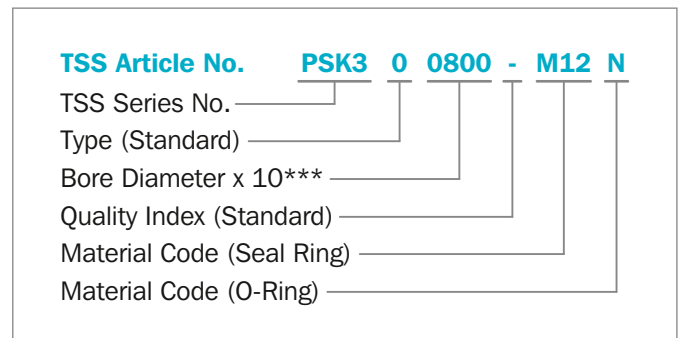 TSS Article No. PSK3 0 0800 - M12 N
TSS Series No.
Type (Standard)
Bore Diameter x 10***
Quality Index (Standard)
Material Code (Seal Ring)
Material Code (O-Ring)